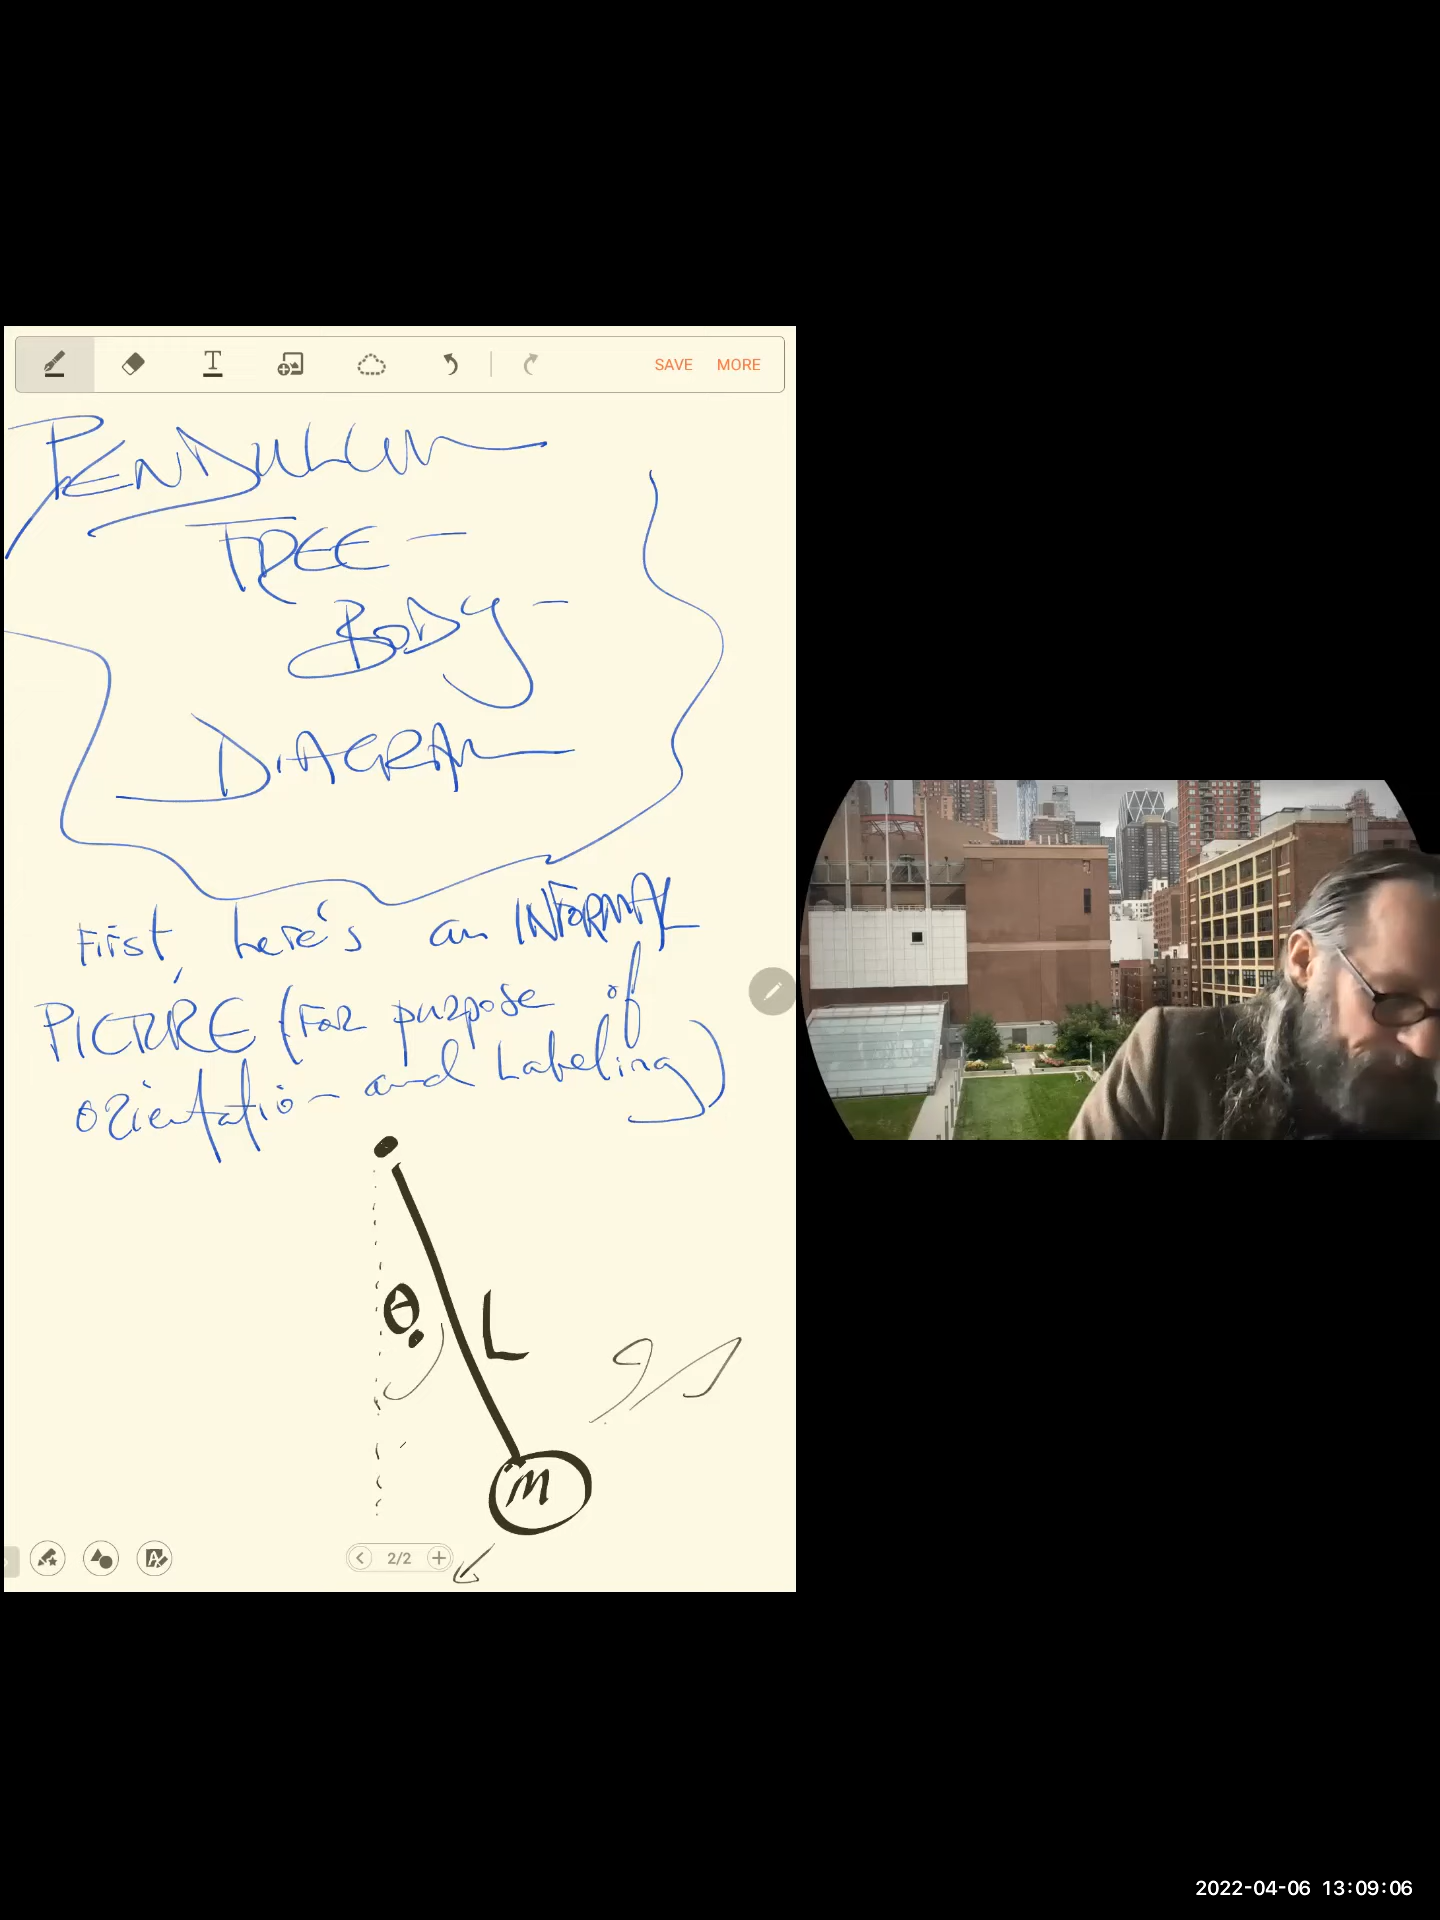 T
SAVE MORE
PENDULUM
FREE-
BODY-
DIAGRAM
First, here's an INFORMAL
PICTURE (FOR purpose of
orientation and Labeling)
θ
L
m
2/2
A
2022-04-06 13:09:06